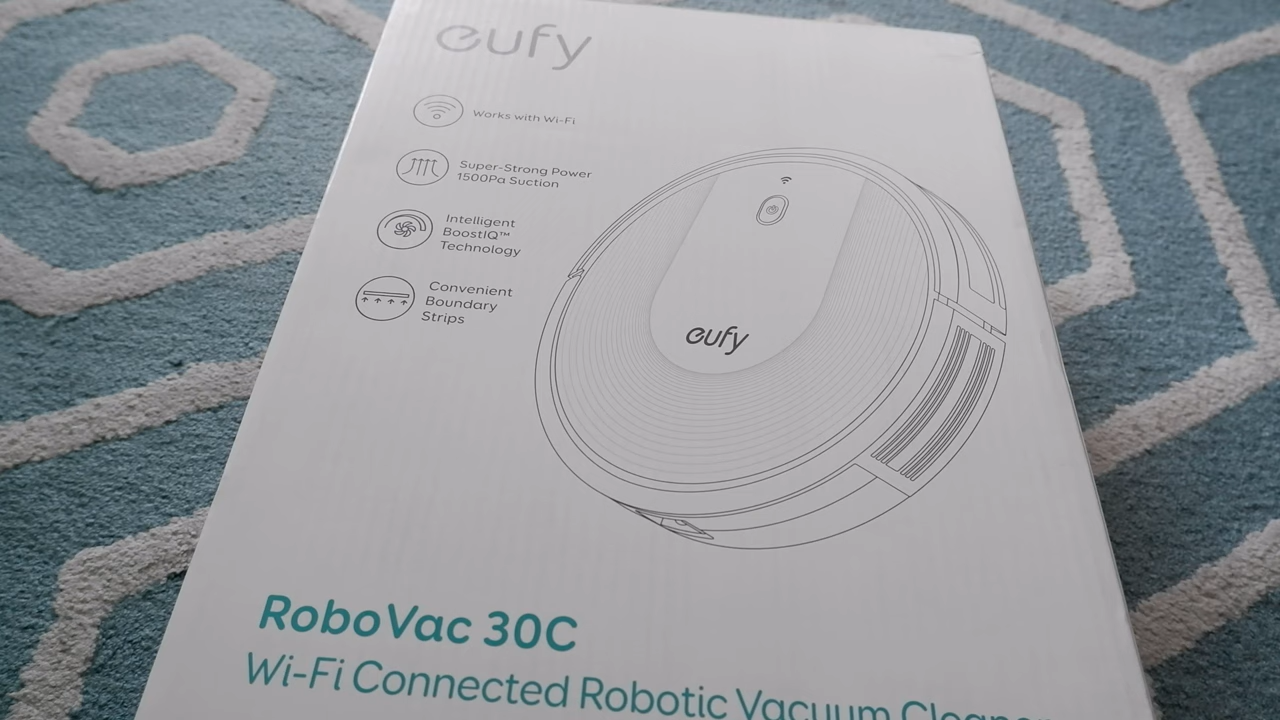 eufy
Works with Wi-Fi
Super-Strong Power
1500Pa Suction
Intelligent
BoostIQ™
Technology
Convenient
Boundary
Strips
eufy
RoboVac 30C
Wi-Fi Connected Robotic Vacuum Cleaner